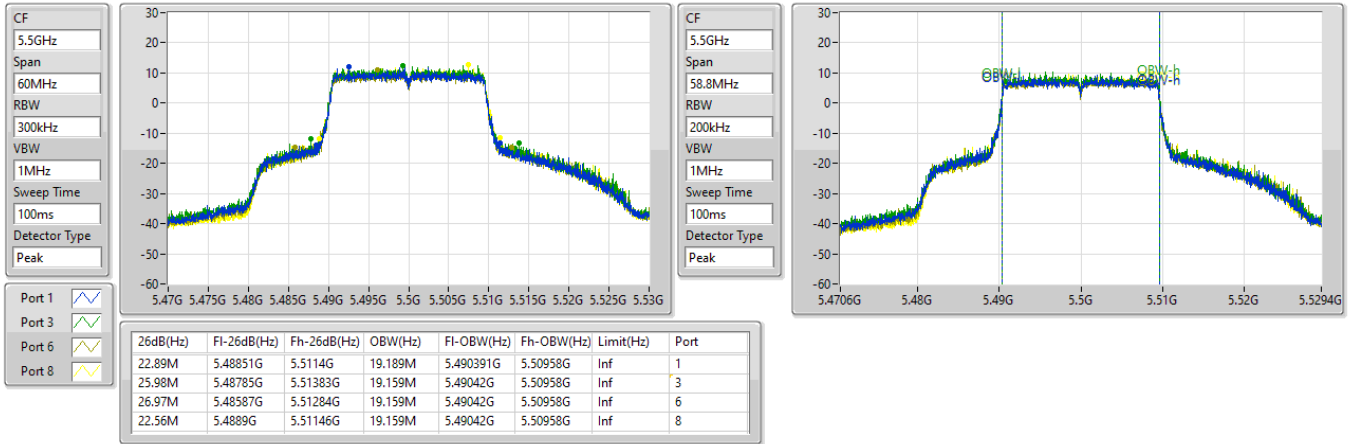 CF
5.5GHz
Span
60MHz
RBW
300kHz
VBW
1MHz
Sweep Time
100ms
Detector Type
Peak
30
20
10
0
-10
-20
-30
-40
-50
-60
5.47G 5.475G 5.48G 5.485G 5.49G 5.495G 5.5G 5.505G 5.51G 5.515G 5.52G 5.525G 5.53G
CF
5.5GHz
Span
58.8MHz
RBW
200kHz
VBW
1MHz
Sweep Time
100ms
Detector Type
Peak
30
20
10
0
-10
-20
-30
-40
-50
-60
OBW-h
OBW-h
5.4706G 5.48G 5.49G 5.5G 5.51G 5.52G 5.5294G
Port 1
Port 3
Port 6
Port 8
26dB(Hz) Fl-26dB(Hz) Fh-26dB(Hz) OBW(Hz) Fl-OBW(Hz) Fh-OBW(Hz) Limit(Hz) Port
22.89M 5.48851G 5.5114G 19.189M 5.490391G 5.50958G Inf 1
25.98M 5.48785G 5.51383G 19.159M 5.49042G 5.50958G Inf 3
26.97M 5.48587G 5.51284G 19.159M 5.49042G 5.50958G Inf 6
22.56M 5.4889G 5.51146G 19.159M 5.49042G 5.50958G Inf 8